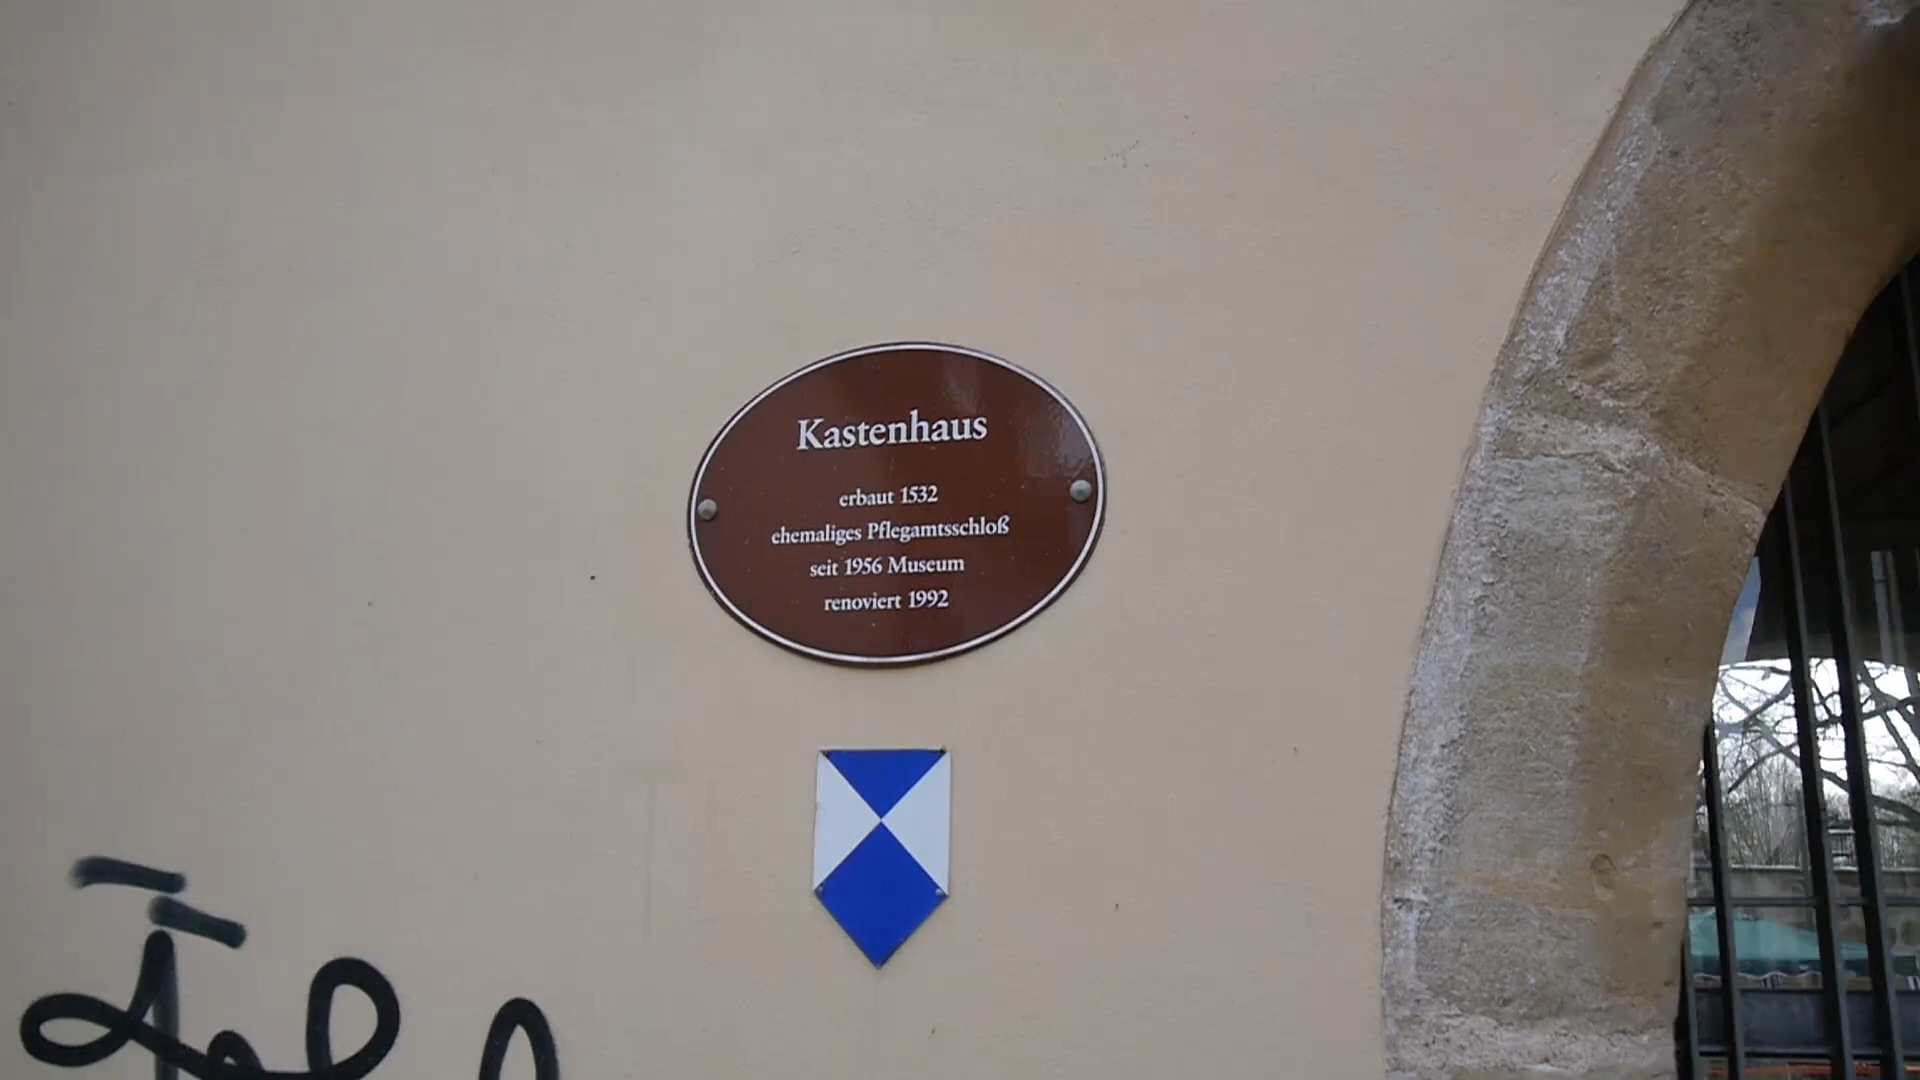 Kastenhaus
erbaut 1532
ehemaliges Pflegamtsschloß
seit 1956 Museum
renoviert 1992